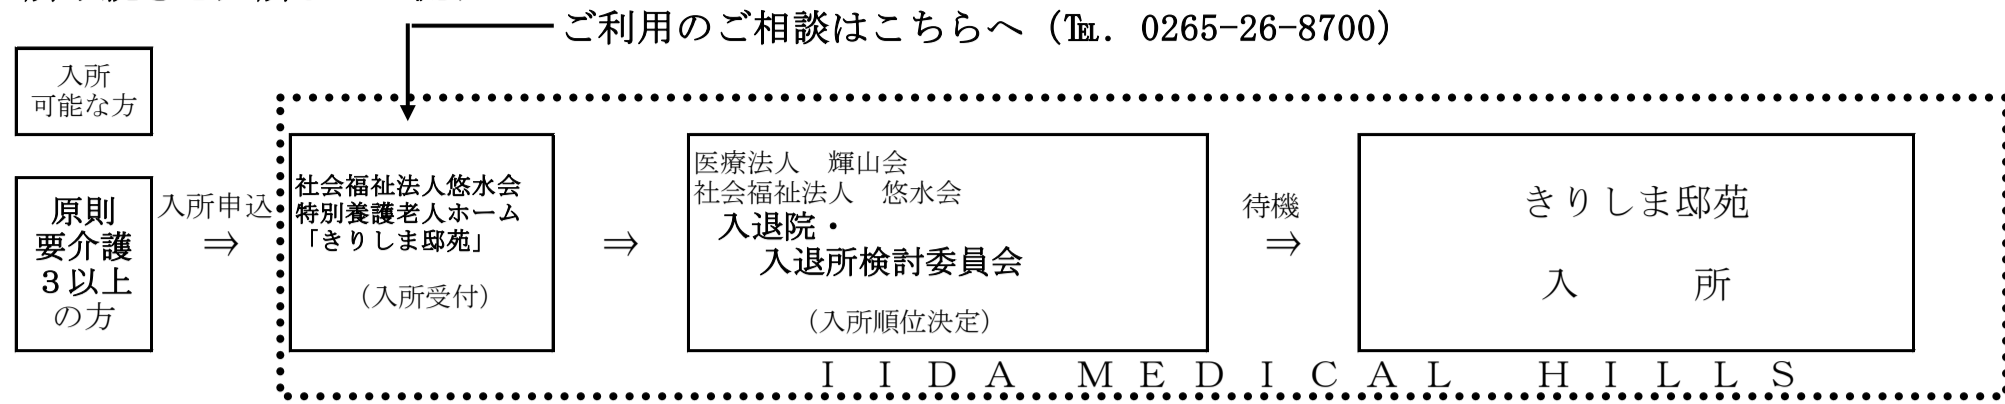 ご利用のご相談はこちらへ（℡．0265-26-8700）
入所
可能な方
原則
要介護
３以上
の方
入所申込
⇒
社会福祉法人悠水会
特別養護老人ホーム
「きりしま邸苑」
（入所受付）
⇒
医療法人　輝山会
社会福祉法人　悠水会
入退院・
入退所検討委員会
（入所順位決定）
待機
⇒
きりしま邸苑
入　　　所
ＩＩＤＡ　ＭＥＤＩＣＡＬ　ＨＩＬＬＳ